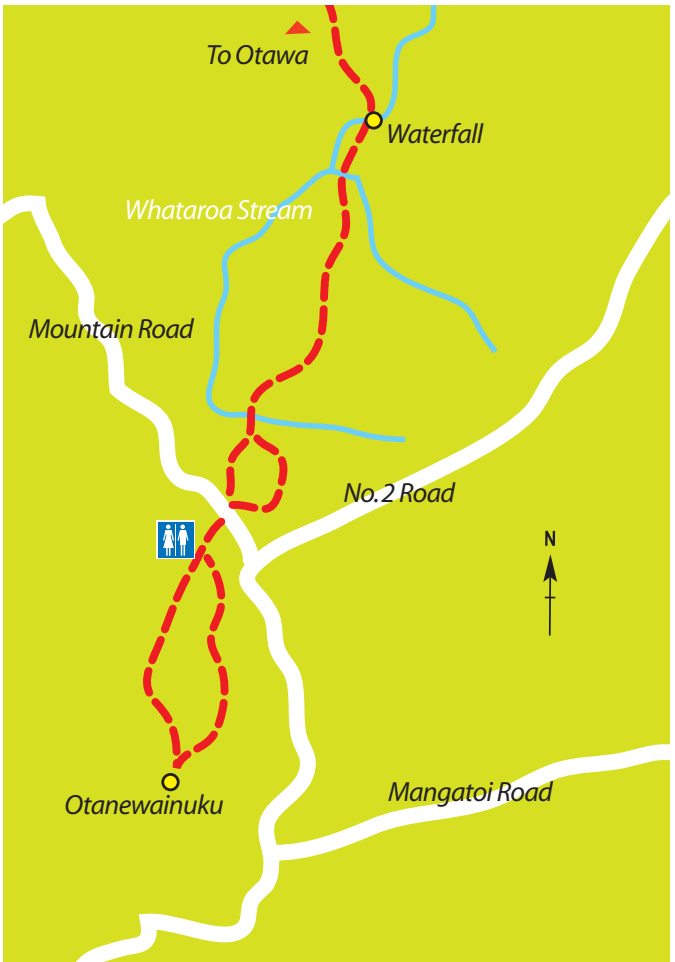 To Otawa
Waterfall
Whataroa Stream
Mountain Road
No.2 Road
N
Otanewainuku
Mangatoi Road